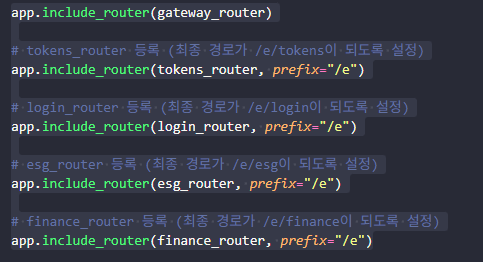 app.include_router(gateway_router)
# tokens_router 등록 (최종 경로가 /e/tokens이 되도록 설정)
app.include_router(tokens_router, prefix="/e")
# login_router 등록 (최종 경로가 /e/login이 되도록 설정)
app.include_router(login_router, prefix="/e")
# esg_router 등록 (최종 경로가 /e/esg이 되도록 설정)
app.include_router(esg_router, prefix="/e")
# finance_router 등록 (최종 경로가 /e/finance이 되도록 설정)
app.include_router(finance_router, prefix="/e")